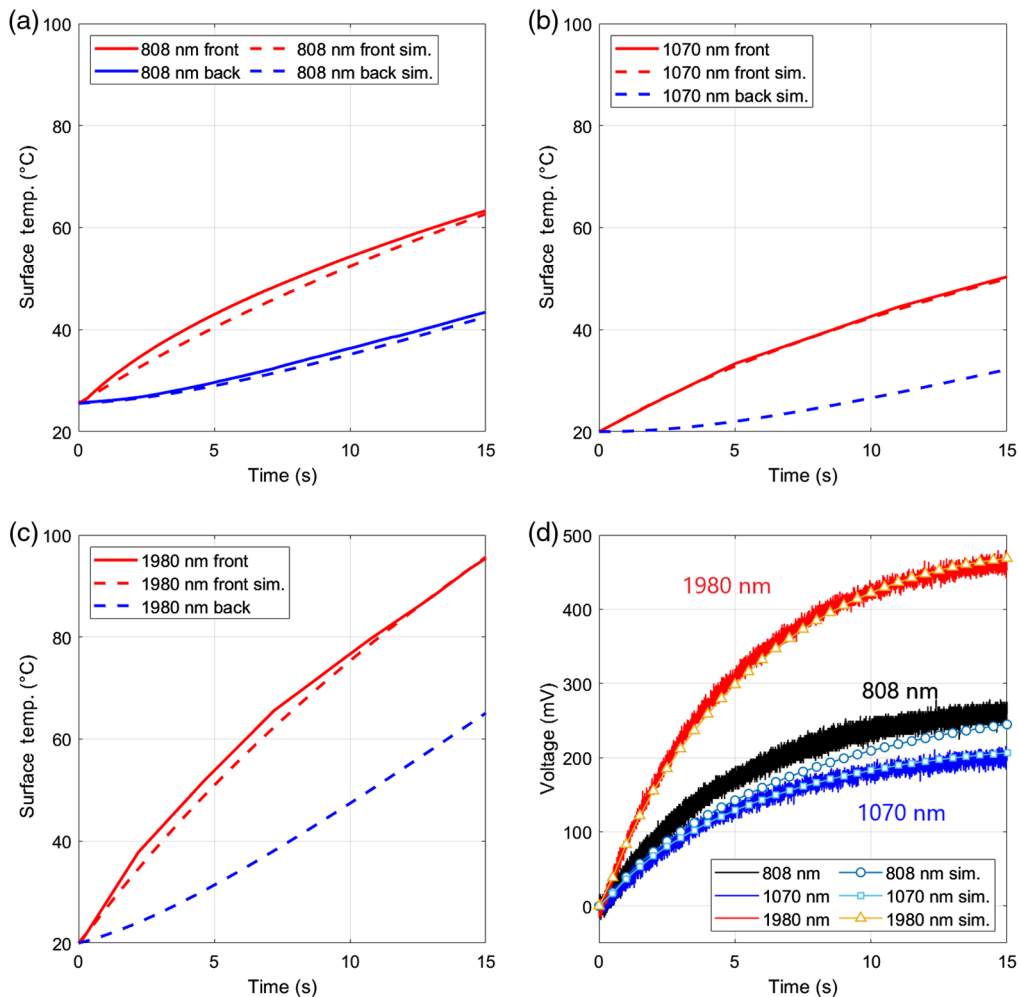 (a)
100
80
60
40
20
0
5
10
15
Surface temp. (°C)
Time (s)
808 nm front
808 nm front sim.
808 nm back
808 nm back sim.
(b)
100
80
60
40
20
0
5
10
15
Surface temp. (°C)
Time (s)
1070 nm front
1070 nm front sim.
1070 nm back sim.
(c)
100
80
60
40
20
0
5
10
15
Surface temp. (°C)
Time (s)
1980 nm front
1980 nm front sim.
1980 nm back
(d)
500
400
300
200
100
0
0
5
10
15
Voltage (mV)
Time (s)
1980 nm
808 nm
1070 nm
808 nm
808 nm sim.
1070 nm
1070 nm sim.
1980 nm
1980 nm sim.